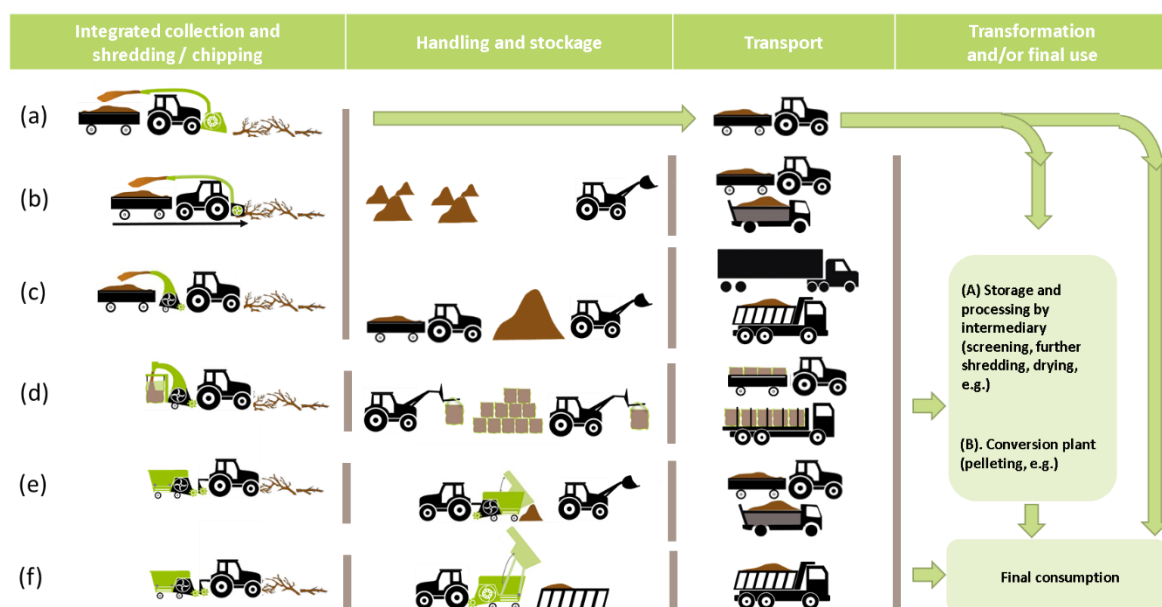 Integrated collection and
shredding / chipping
Handling and stockage
Transport
Transformation
and/or final use
(a)
(b)
(c)
(d)
(e)
(f)
(A) Storage and
processing by
intermediary
(screening, further
shredding, drying,
e.g.)
(B). Conversion plant
(pelleting, e.g.)
Final consumption